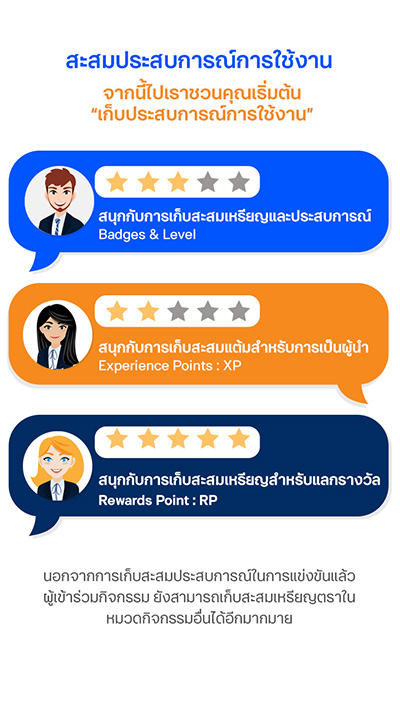 สะสมประสบการณ์การใช้งาน
จากนี้ไปเราชวนคุณเริ่มต้น
“เก็บประสบการณ์การใช้งาน”
สนุกกับการเก็บสะสมเหรียญและประสบการณ์
Badges & Level
สนุกกับการเก็บสะสมแต้มสำหรับการเป็นผู้นำ
Experience Points : XP
สนุกกับการเก็บสะสมเหรียญสำหรับแลกรางวัล
Rewards Point : RP
นอกจากการเก็บสะสมประสบการณ์ในการแข่งขันแล้ว
ผู้เข้าร่วมกิจกรรม ยังสามารถเก็บสะสมเหรียญตราใน
หมวดกิจกรรมอื่นได้อีกมากมาย